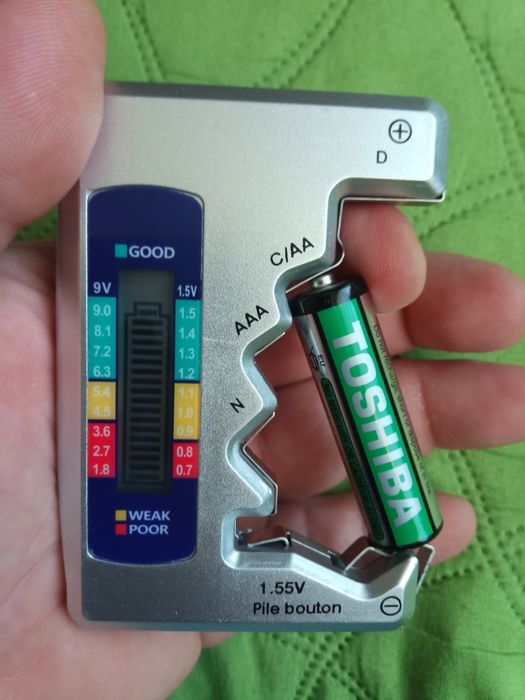 D
C/AA
AAA
N
GOOD
9V 1.5V
9.0 1.5
8.1 1.4
7.2 1.3
6.3 1.2
5.4 1.1
4.5 1.0
0.9
3.6 0.8
2.7 0.7
1.8
WEAK
POOR
TOSHIBA
1.55V
Pile bouton